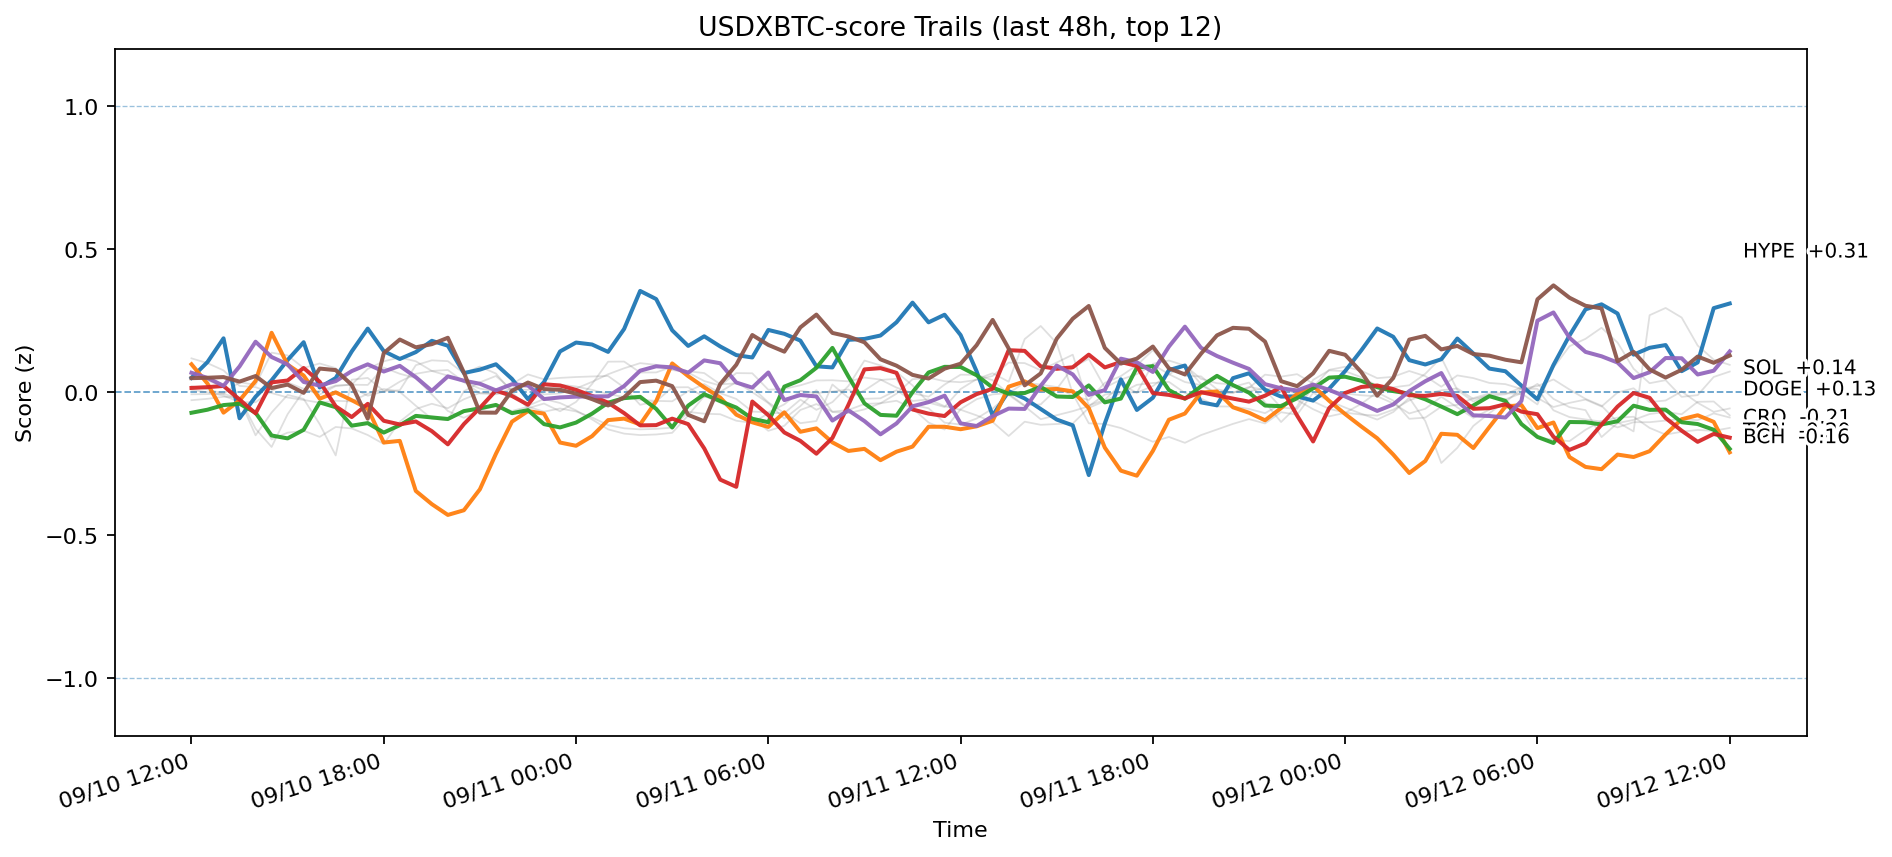 USDXBTC-score Trails (last 48h, top 12)
Score (z)
1.0
0.5
0.0
−0.5
−1.0
HYPE +0.31
SOL +0.14
DOGE +0.13
CRO -0.21
BCH -0.16
09/10 12:00
09/10 18:00
09/11 00:00
09/11 06:00
09/11 12:00
09/11 18:00
09/12 00:00
09/12 06:00
09/12 12:00
Time